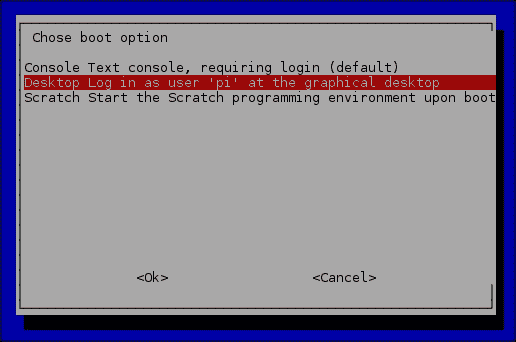 Chose boot option
Console Text console, requiring login (default)
Desktop Log in as user 'pi' at the graphical desktop
Scratch Start the Scratch programming environment upon boot
<Ok> <Cancel>